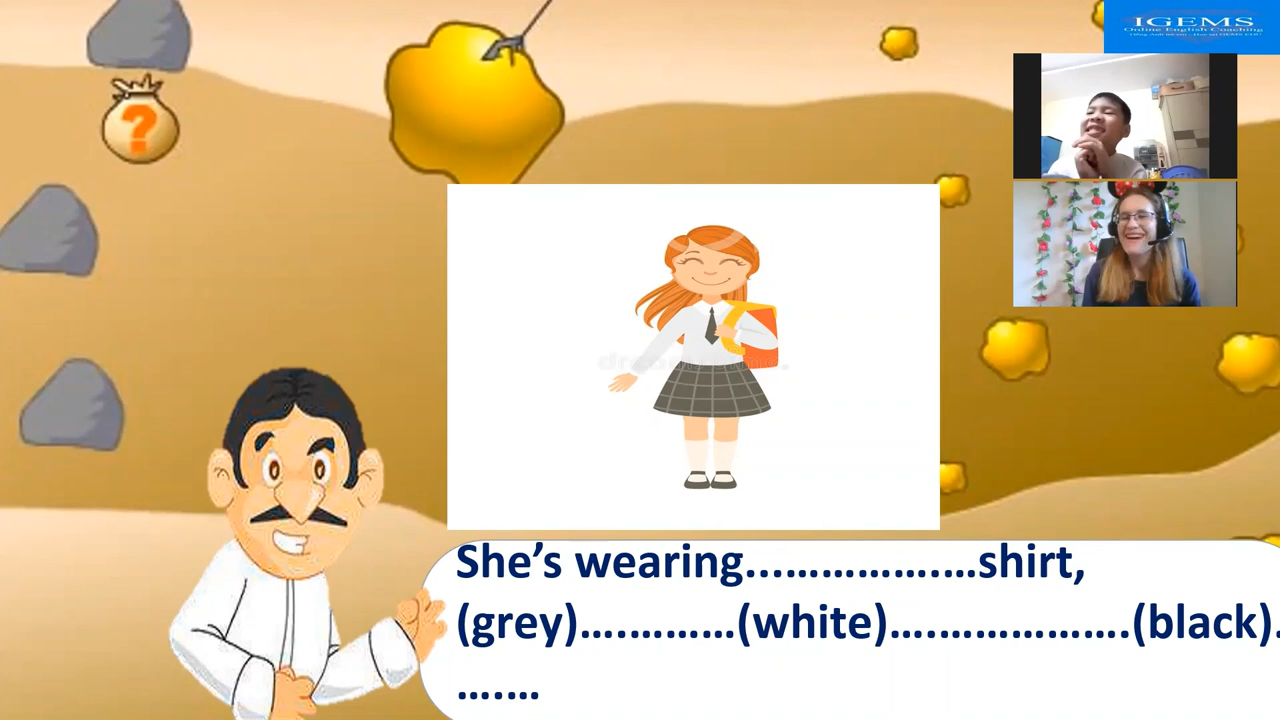 IGEMS
Online English Coaching
?
She’s wearing...…………..…shirt,
(grey)….………(white)….…………….(black).
….…